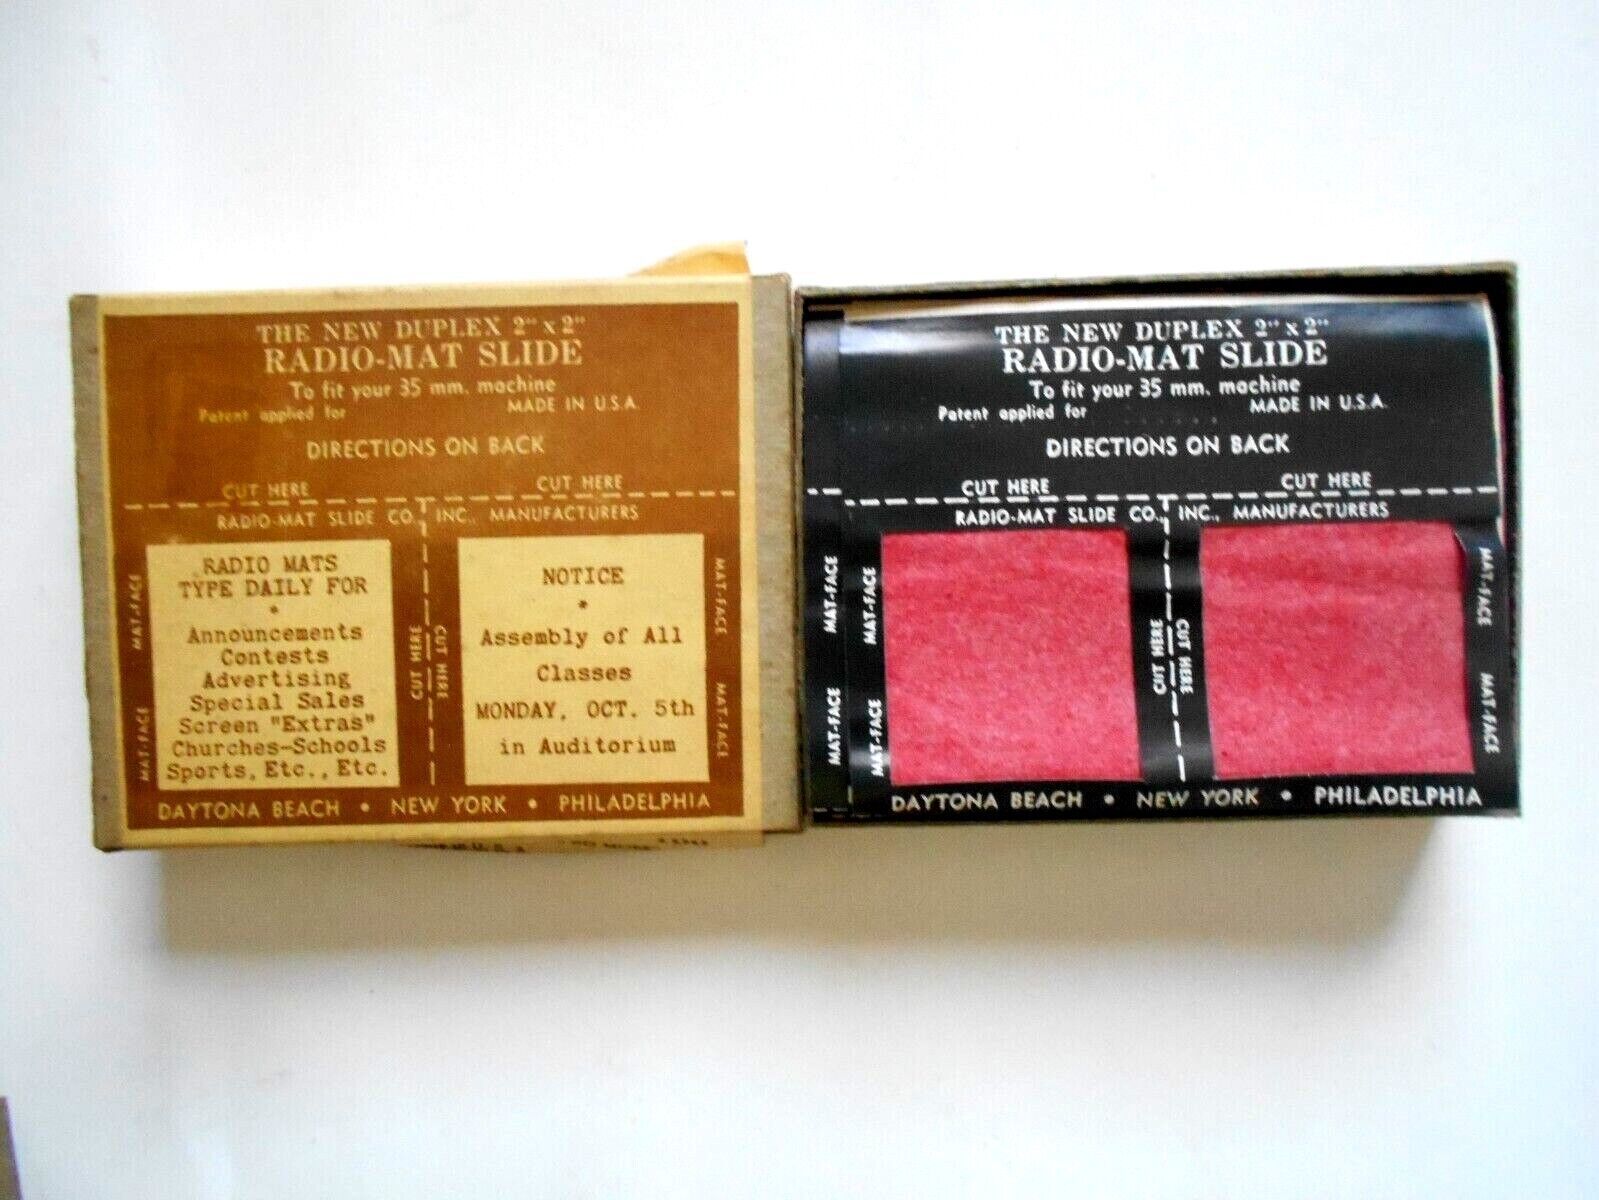 THE NEW DUPLEX 2" x 2"
RADIO-MAT SLIDE
To fit your 35 mm. machine
Patent applied for MADE IN U.S.A.
DIRECTIONS ON BACK
CUT HERE CUT HERE
RADIO-MAT SLIDE CO., INC., MANUFACTURERS
MAT-FACE
MAT-FACE
RADIO MATS
TYPE DAILY FOR
*
Announcements
Contests
Advertising
Special Sales
Screen "Extras"
Churches-Schools
Sports, Etc., Etc.
CUT HERE
CUT HERE
NOTICE
*
Assembly of All
Classes
MONDAY, OCT. 5th
in Auditorium
MAT-FACE
MAT-FACE
DAYTONA BEACH • NEW YORK • PHILADELPHIA
THE NEW DUPLEX 2" x 2"
RADIO-MAT SLIDE
To fit your 35 mm. machine
Patent applied for MADE IN U.S.A.
DIRECTIONS ON BACK
CUT HERE CUT HERE
RADIO-MAT SLIDE CO., INC., MANUFACTURERS
MAT-FACE
MAT-FACE
MAT-FACE
MAT-FACE
CUT HERE
CUT HERE
MAT-FACE
MAT-FACE
DAYTONA BEACH • NEW YORK • PHILADELPHIA